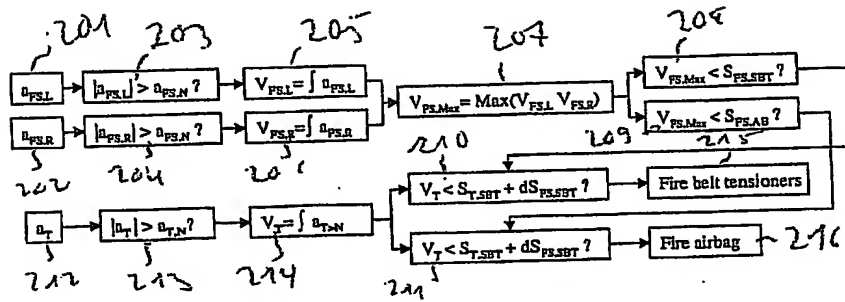 201 203 205 207 208
a_FS.L |a_FS.L| > a_FS.N ? V_FS.L = ∫ a_FS.L V_FS.Max < S_FS.SBT ?
V_FS.Max = Max(V_FS.L V_FS.R)
a_FS.R |a_FS.R| > a_FS.N ? V_FS.R = ∫ a_FS.R V_FS.Max < S_FS.AB ?
202 204 210 209 215
V_T < S_T.SBT + dS_FS.SBT ? Fire belt tensioners
a_T |a_T| > a_T.N ? V_T = ∫ a_T>N
V_T < S_T.SBT + dS_FS.SBT ? Fire airbag 216
212 213 214 211